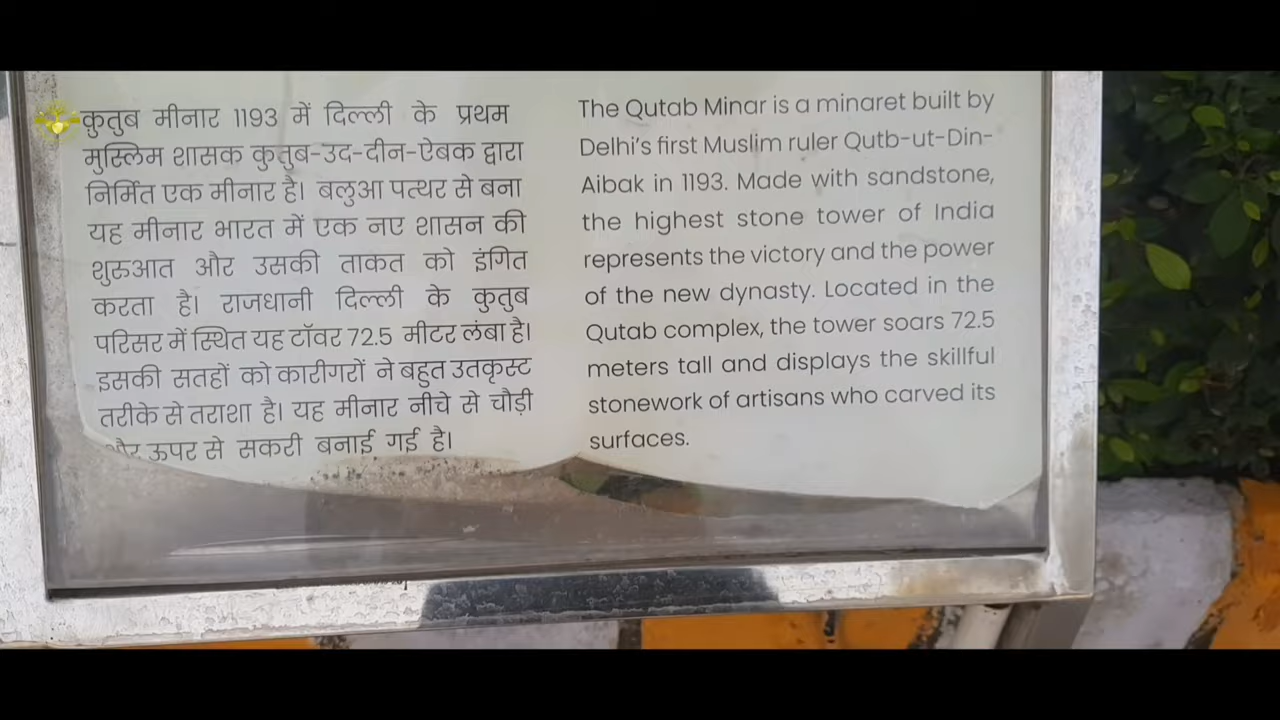 कुतुब मीनार 1193 में दिल्ली के प्रथम
मुस्लिम शासक कुतुब-उद-दीन-ऐबक द्वारा
निर्मित एक मीनार है। बलुआ पत्थर से बना
यह मीनार भारत में एक नए शासन की
शुरुआत और उसकी ताकत को इंगित
करता है। राजधानी दिल्ली के कुतुब
परिसर में स्थित यह टॉवर 72.5 मीटर लंबा है।
इसकी सतहों को कारीगरों ने बहुत उतकृस्ट
तरीके से तराशा है। यह मीनार नीचे से चौड़ी
और ऊपर से सकरी बनाई गई है।
The Qutab Minar is a minaret built by
Delhi's first Muslim ruler Qutb-ut-Din-
Aibak in 1193. Made with sandstone,
the highest stone tower of India
represents the victory and the power
of the new dynasty. Located in the
Qutab complex, the tower soars 72.5
meters tall and displays the skillful
stonework of artisans who carved its
surfaces.